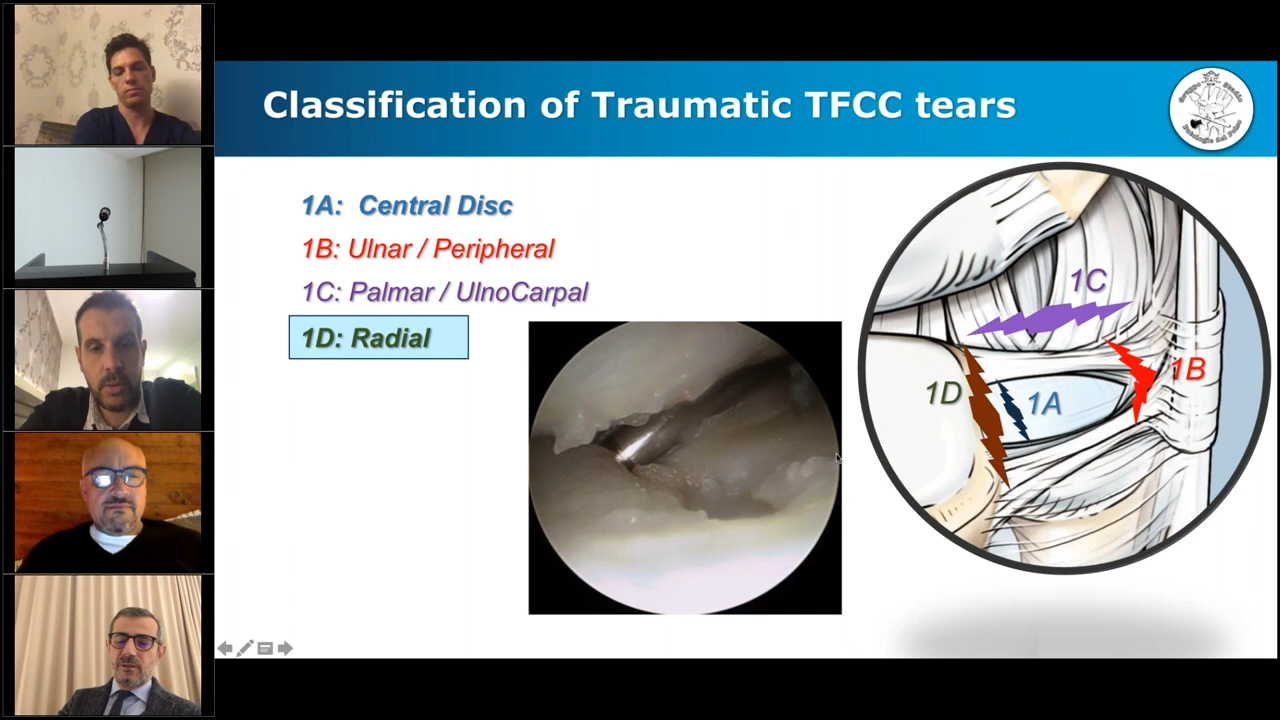 Classification of Traumatic TFCC tears
1A: Central Disc
1B: Ulnar / Peripheral
1C: Palmar / UlnoCarpal
1D: Radial
1C
1B
1D
1A